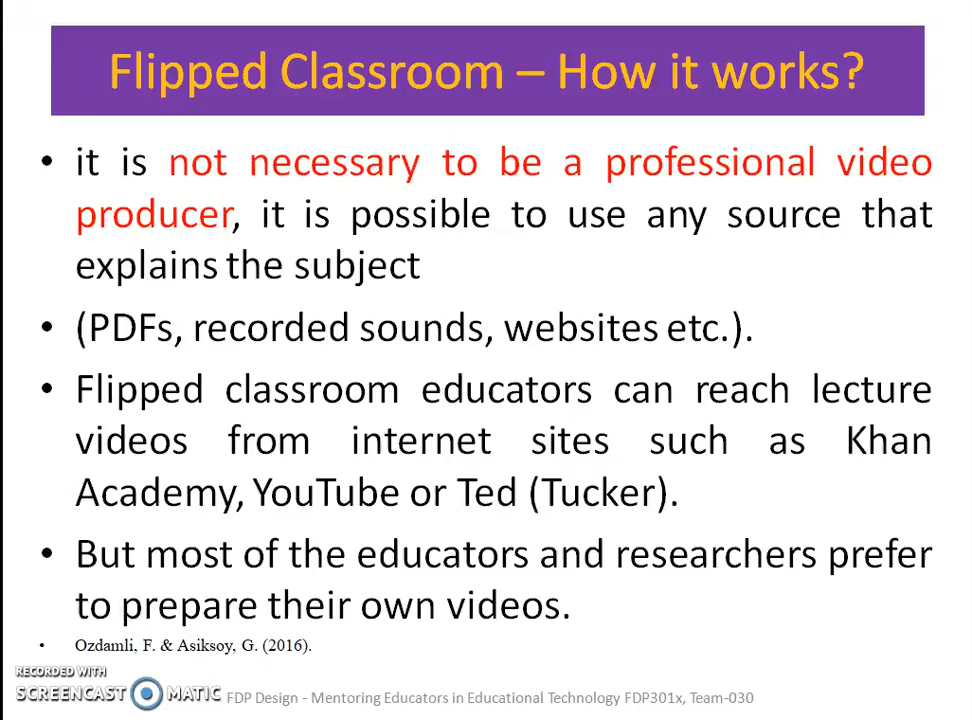 Flipped Classroom – How it works?
• it is not necessary to be a professional video
producer, it is possible to use any source that
explains the subject
• (PDFs, recorded sounds, websites etc.).
• Flipped classroom educators can reach lecture
videos from internet sites such as Khan
Academy, YouTube or Ted (Tucker).
• But most of the educators and researchers prefer
to prepare their own videos.
• Ozdamli, F. & Asiksoy, G. (2016).
RECORDED WITH
SCREENCAST MATIC
FDP Design - Mentoring Educators in Educational Technology FDP301x, Team-030